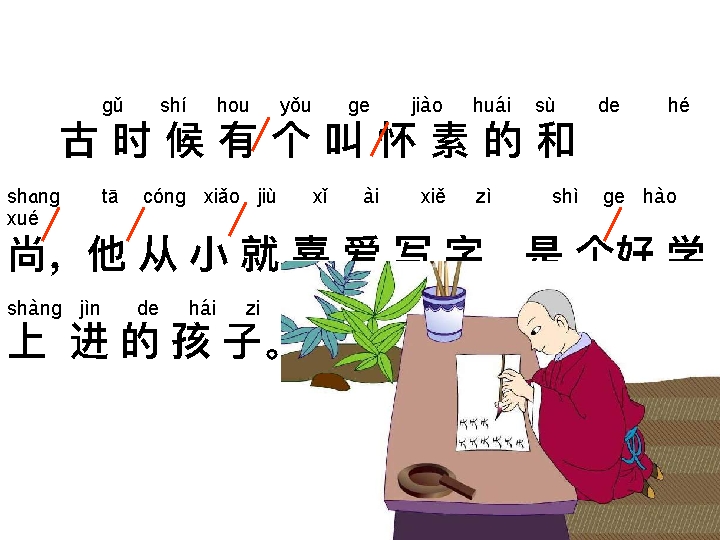 gǔ shí hou yǒu ge jiào huái sù de hé
古时候有个叫怀素的和
shɑng tā cóng xiǎo jiù xǐ ài xiě zì shì ge hào
xué
尚，他从小就喜爱写字 是个好学
shàng jìn de hái zi
上进的孩子。